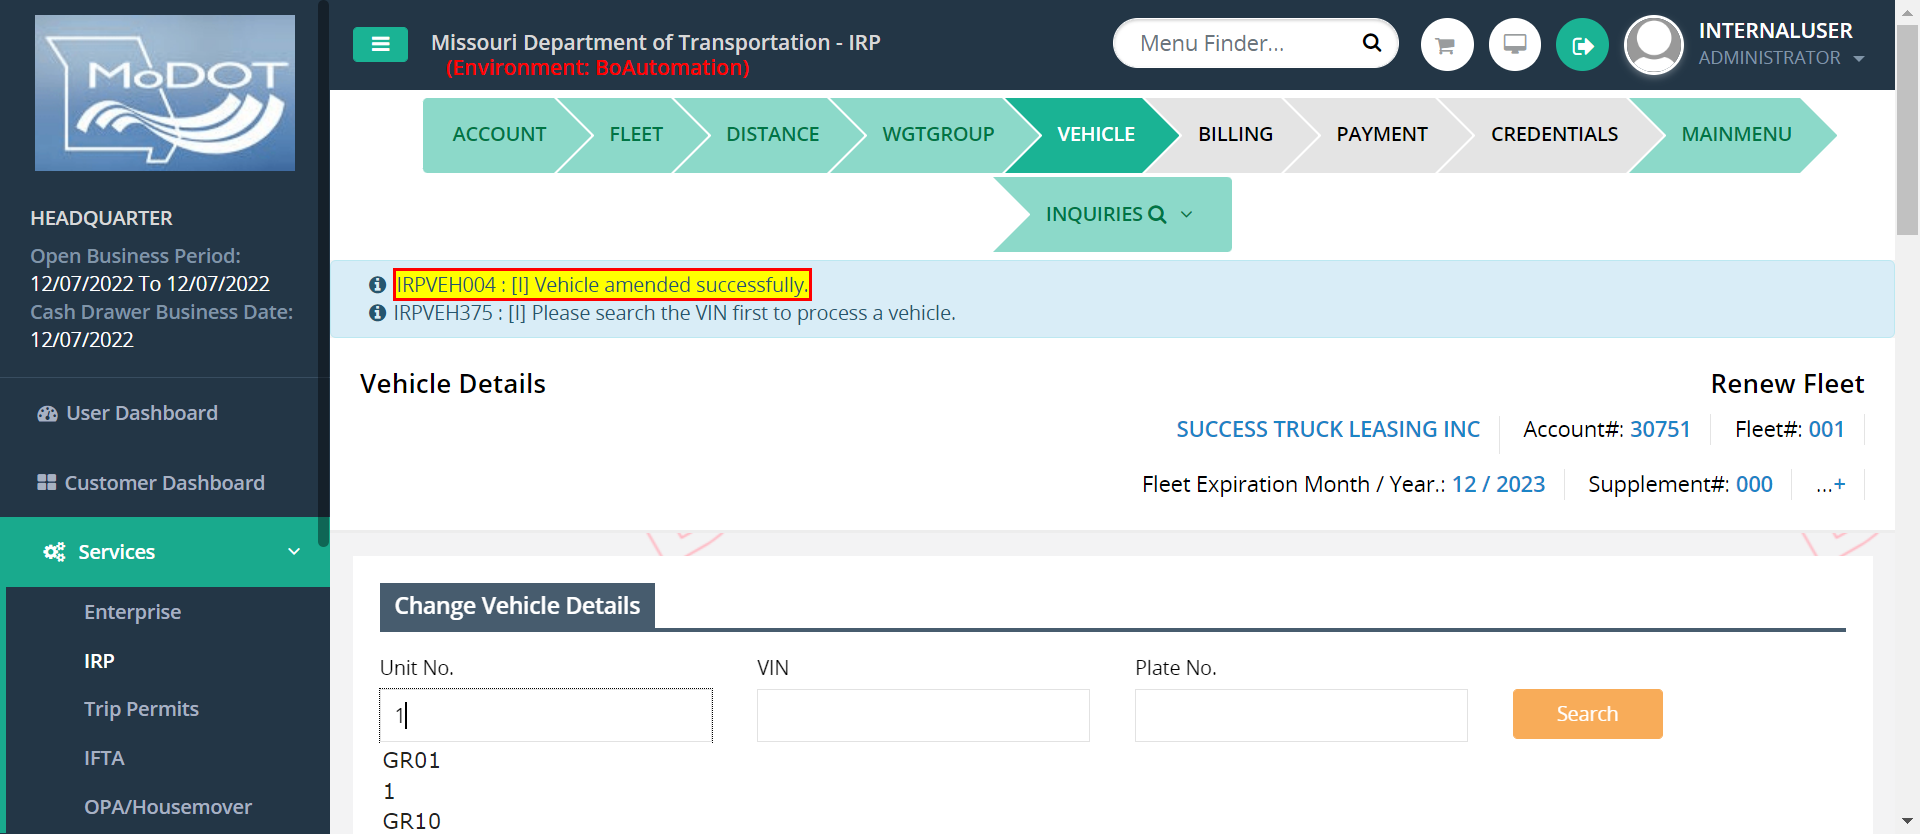 MoDOT
HEADQUARTER
Open Business Period:
12/07/2022 To 12/07/2022
Cash Drawer Business Date:
12/07/2022
User Dashboard
Customer Dashboard
Services
Enterprise
IRP
Trip Permits
IFTA
OPA/Housemover
Missouri Department of Transportation - IRP
(Environment: BoAutomation)
Menu Finder...
INTERNALUSER
ADMINISTRATOR
ACCOUNT FLEET DISTANCE WGTGROUP VEHICLE BILLING PAYMENT CREDENTIALS MAINMENU
INQUIRIES
IRPVEH004 : [I] Vehicle amended successfully.
IRPVEH375 : [I] Please search the VIN first to process a vehicle.
Vehicle Details
Renew Fleet
SUCCESS TRUCK LEASING INC Account#: 30751 Fleet#: 001
Fleet Expiration Month / Year.: 12 / 2023 Supplement#: 000 ...+
Change Vehicle Details
Unit No. VIN Plate No.
1
Search
GR01
1
GR10